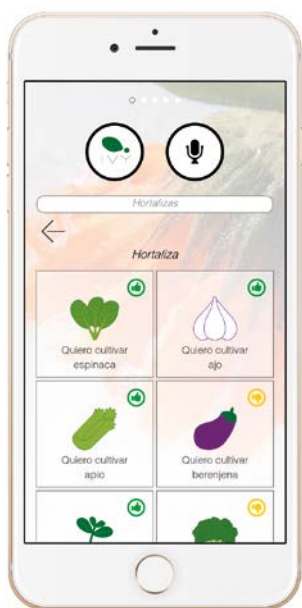 IVY
Hortalizas
Hortaliza
Quiero cultivar
espinaca
Quiero cultivar
ajo
Quiero cultivar
apio
Quiero cultivar
berenjena